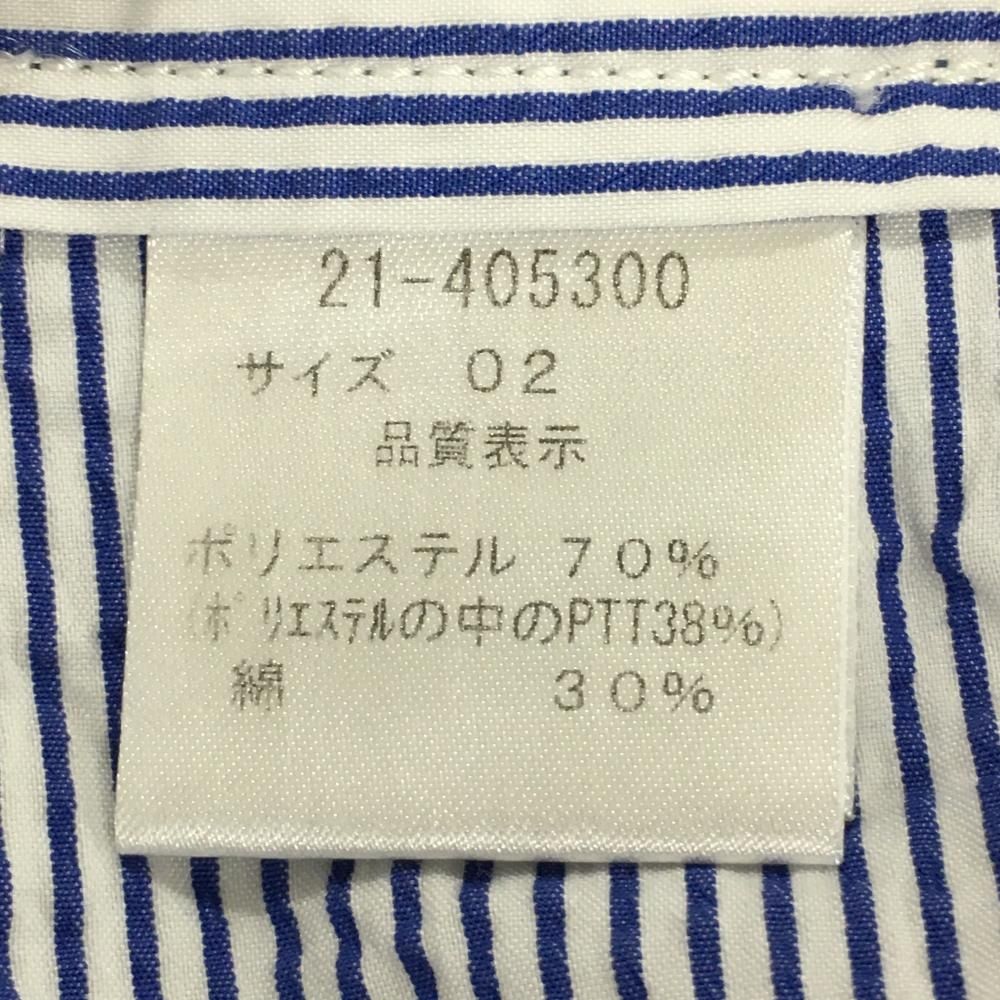 21-405300
サイズ 02
品質表示
ポリエステル 70%
(ポリエステルの中のPTT38%)
綿 30%